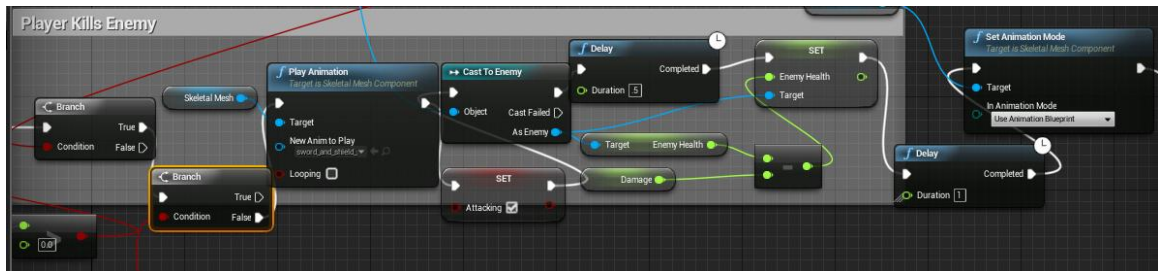 Player Kills Enemy
Branch
True
Condition
False
Branch
True
Condition
False
0.0
Skeletal Mesh
Play Animation
Target is Skeletal Mesh Component
Target
New Anim to Play
sword_and_shield_
Looping
Cast To Enemy
Object
Cast Failed
As Enemy
SET
Attacking
Delay
Completed
Duration .5
Target Enemy Health
Damage
SET
Enemy Health
Target
-
Delay
Completed
Duration 1
Set Animation Mode
Target is Skeletal Mesh Component
Target
In Animation Mode
Use Animation Blueprint